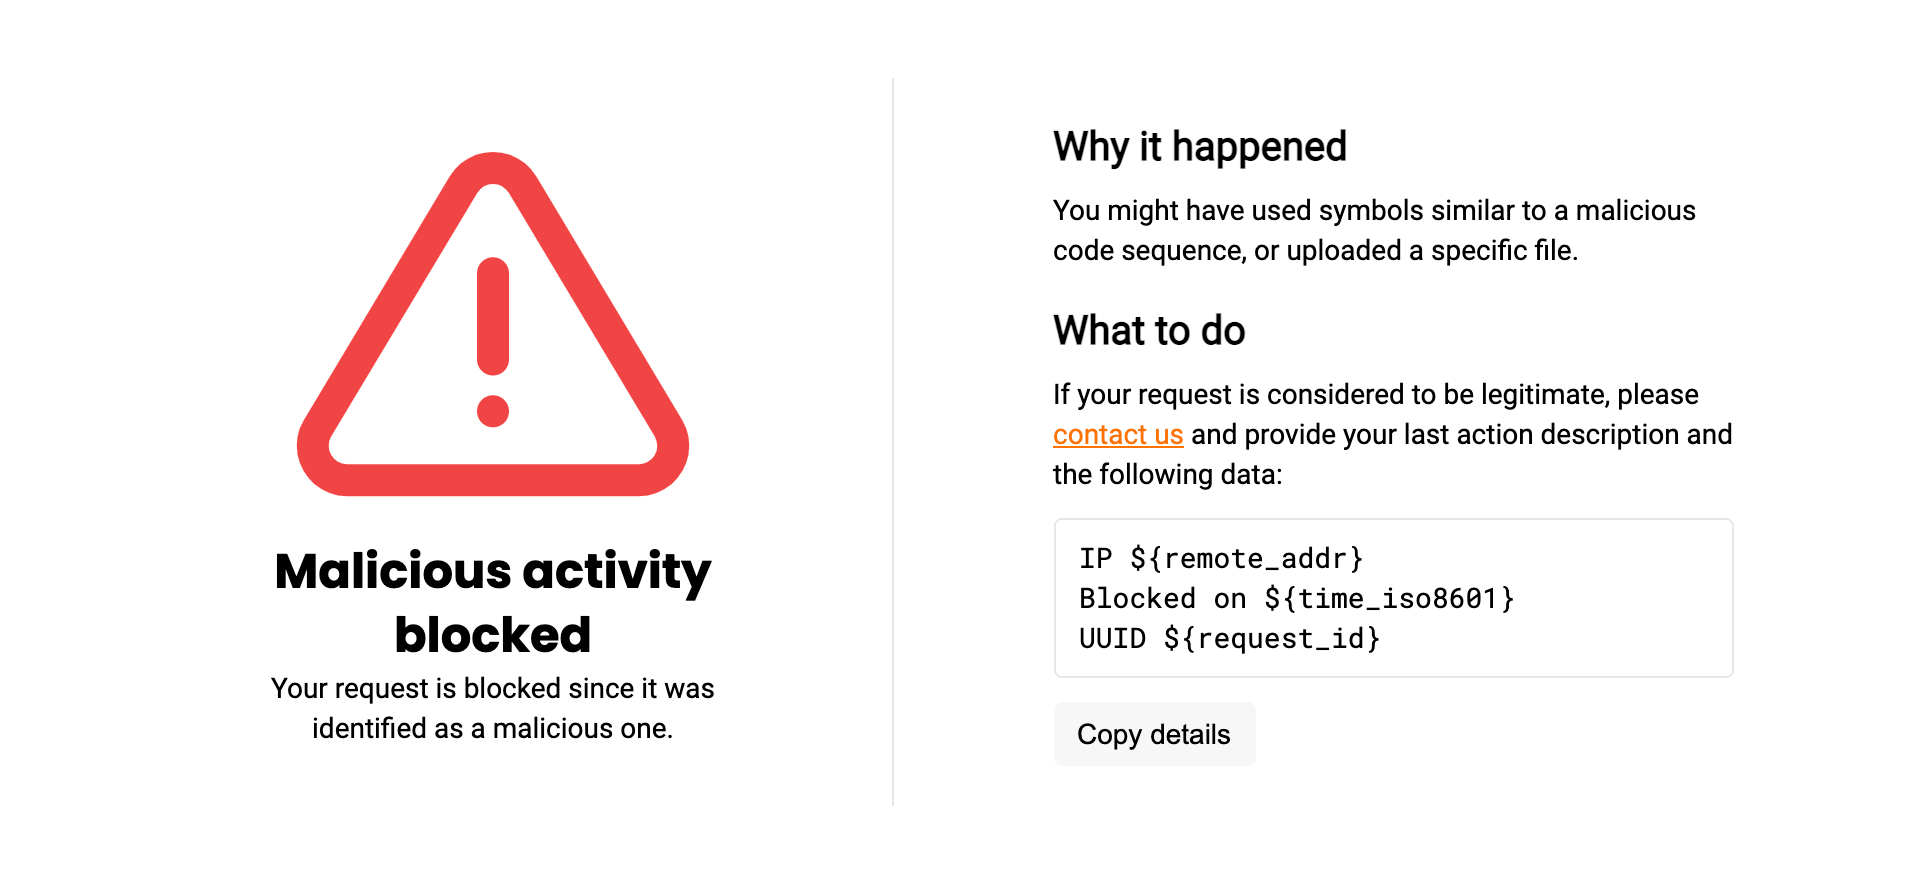 Malicious activity
blocked
Your request is blocked since it was
identified as a malicious one.
Why it happened
You might have used symbols similar to a malicious
code sequence, or uploaded a specific file.
What to do
If your request is considered to be legitimate, please
contact us and provide your last action description and
the following data:
IP ${remote_addr}
Blocked on ${time_iso8601}
UUID ${request_id}
Copy details